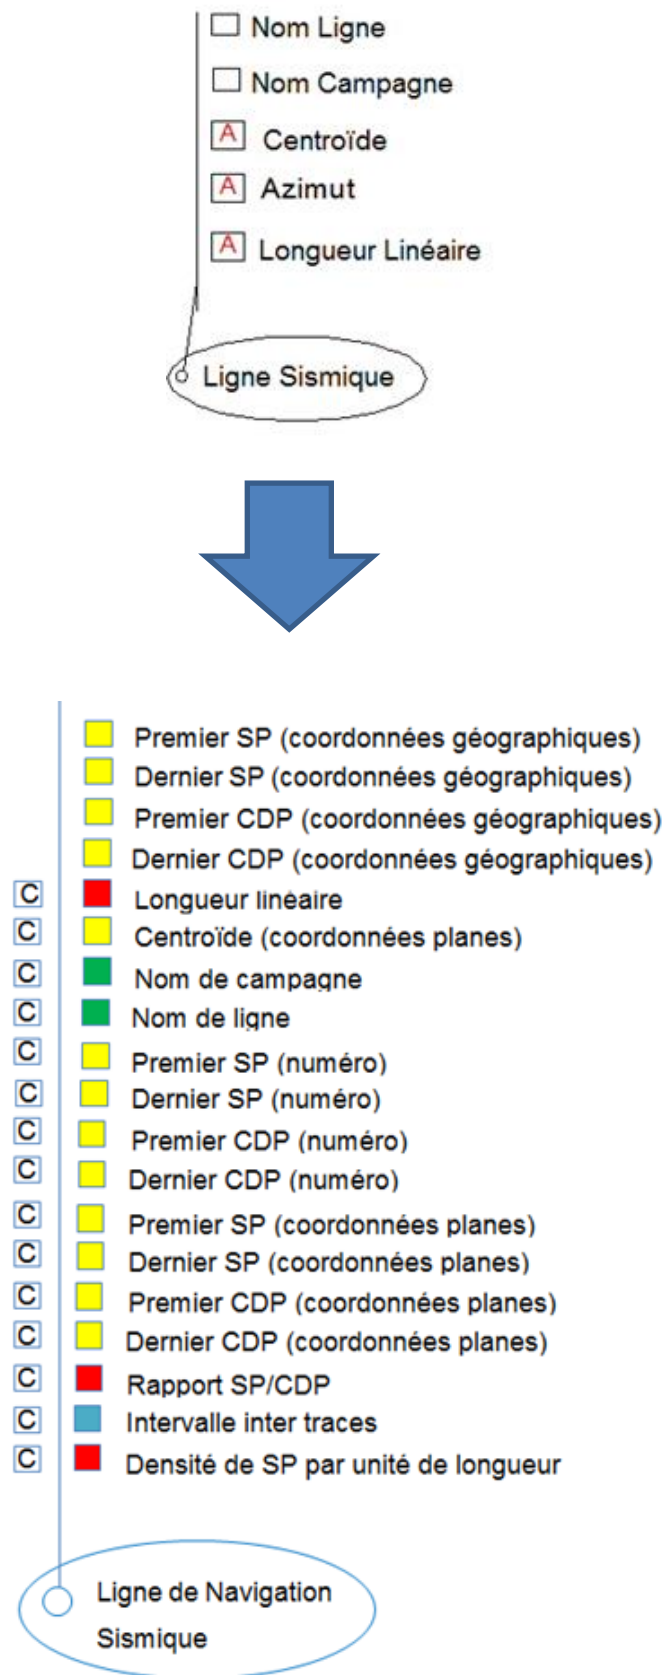 Nom Ligne
Nom Campagne
A Centroïde
A Azimut
A Longueur Linéaire
Ligne Sismique
Premier SP (coordonnées géographiques)
Dernier SP (coordonnées géographiques)
Premier CDP (coordonnées géographiques)
Dernier CDP (coordonnées géographiques)
C Longueur linéaire
C Centroïde (coordonnées planes)
C Nom de campagne
C Nom de ligne
C Premier SP (numéro)
C Dernier SP (numéro)
C Premier CDP (numéro)
C Dernier CDP (numéro)
C Premier SP (coordonnées planes)
C Dernier SP (coordonnées planes)
C Premier CDP (coordonnées planes)
C Dernier CDP (coordonnées planes)
C Rapport SP/CDP
C Intervalle inter traces
C Densité de SP par unité de longueur
Ligne de Navigation
Sismique